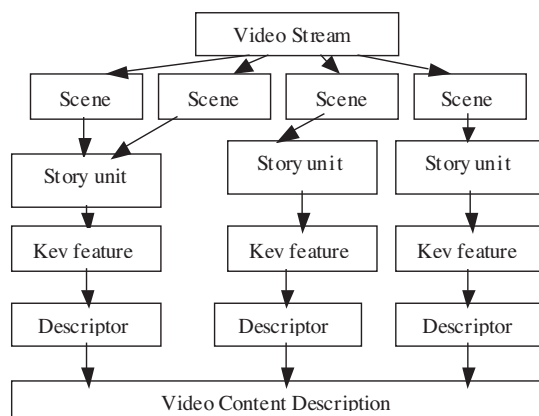 Video Stream
Scene Scene Scene Scene
Story unit Story unit Story unit
Kev feature Kev feature Kev feature
Descriptor Descriptor Descriptor
Video Content Description